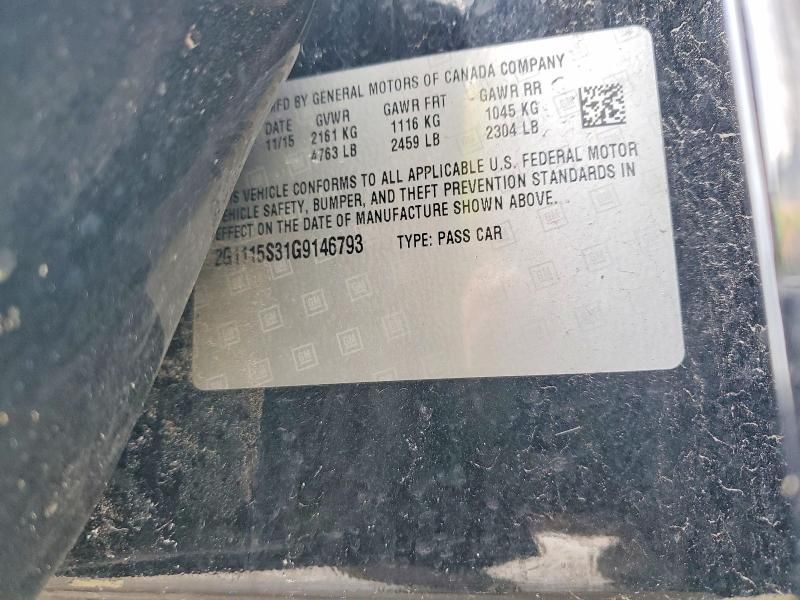 MFD BY GENERAL MOTORS OF CANADA COMPANY
DATE GVWR GAWR FRT GAWR RR
11/15 2161 KG 1116 KG 1045 KG
4763 LB 2459 LB 2304 LB
VEHICLE CONFORMS TO ALL APPLICABLE U.S. FEDERAL MOTOR
VEHICLE SAFETY, BUMPER, AND THEFT PREVENTION STANDARDS IN
EFFECT ON THE DATE OF MANUFACTURE SHOWN ABOVE.
2G1115S31G9146793 TYPE: PASS CAR